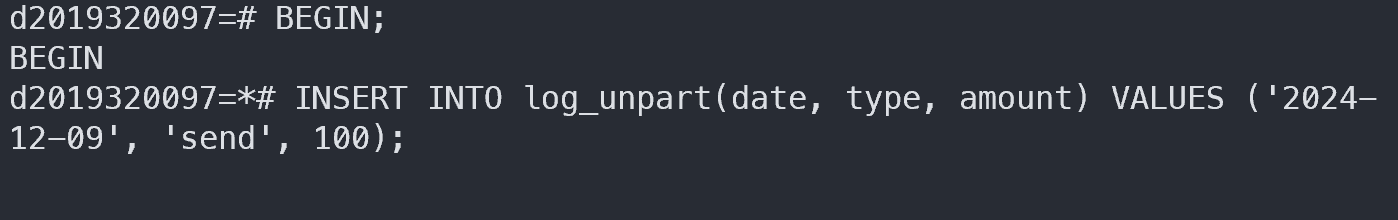 d2019320097=# BEGIN;
BEGIN
d2019320097=*# INSERT INTO log_unpart(date, type, amount) VALUES ('2024-
12-09', 'send', 100);